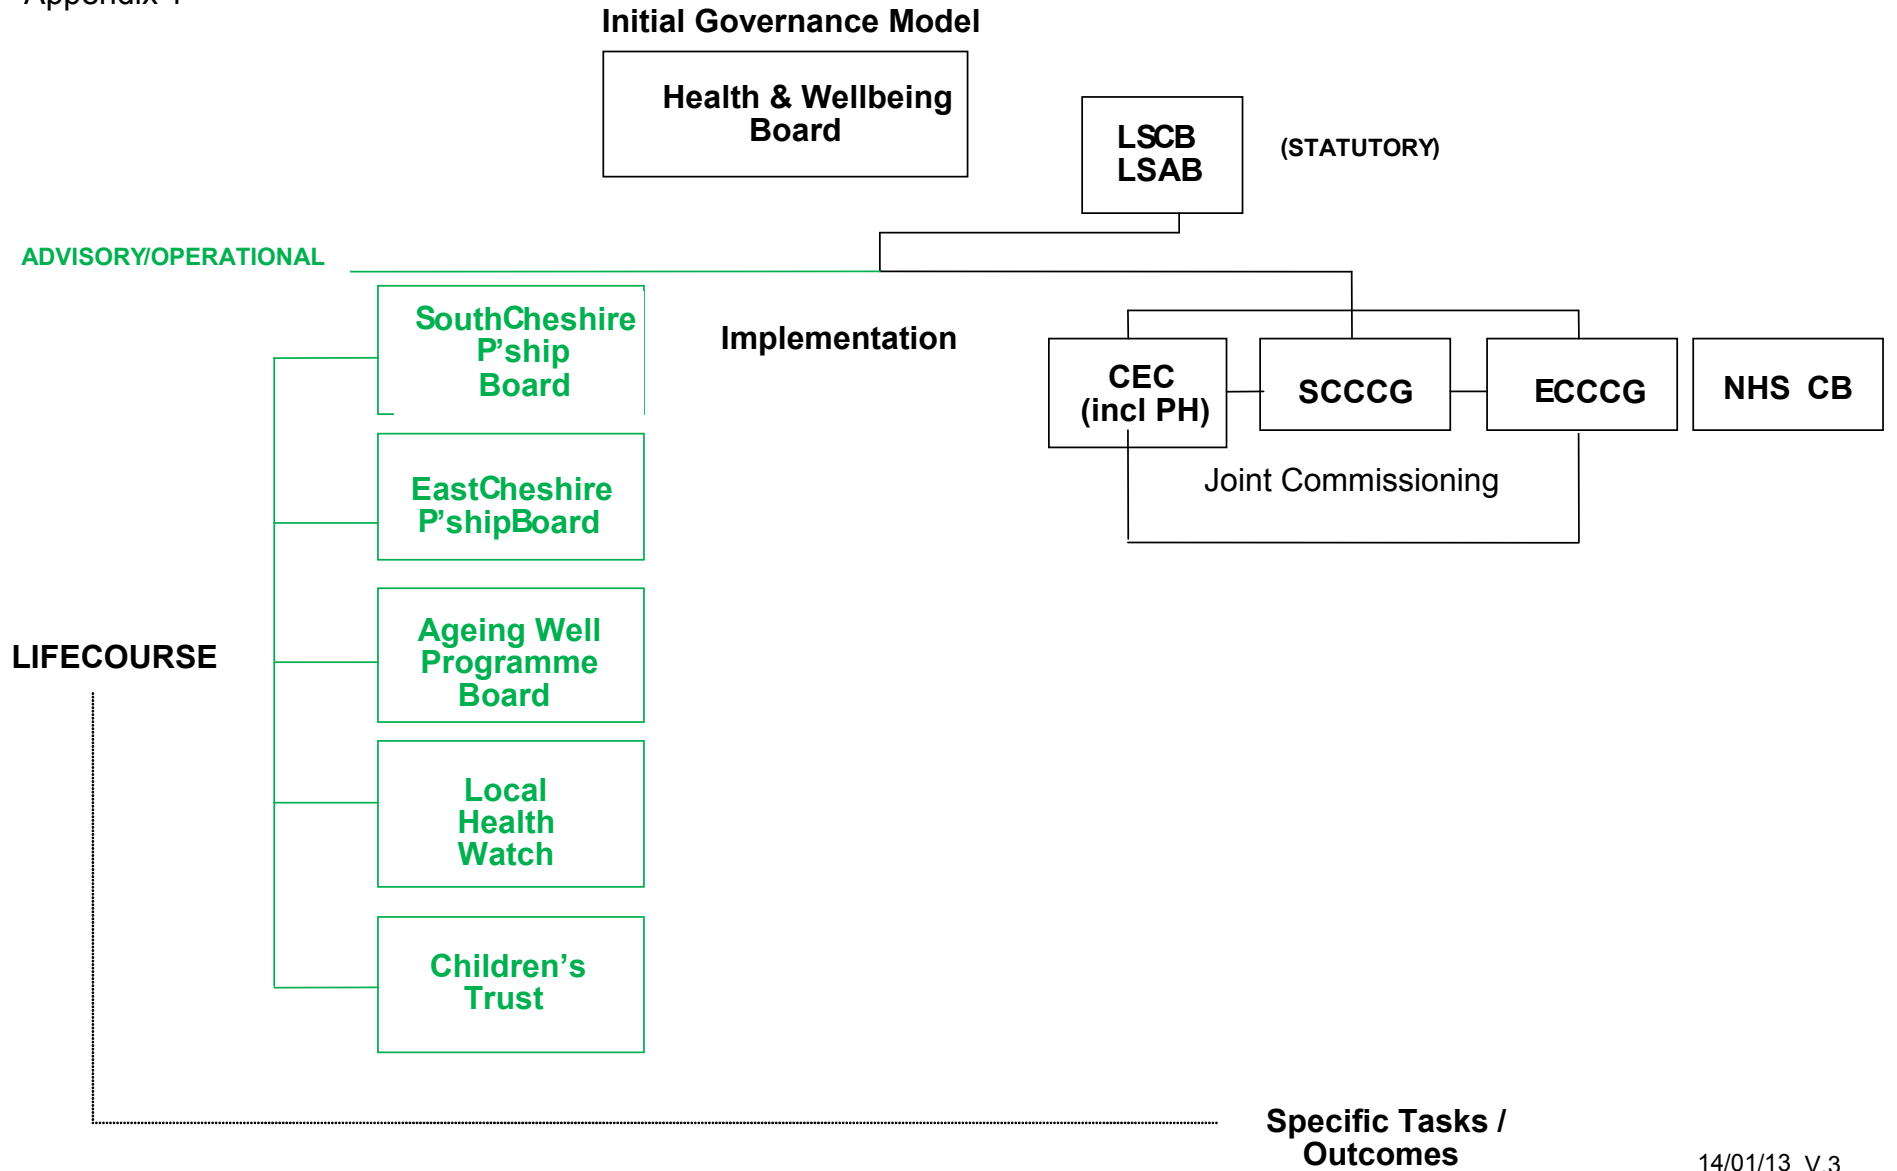 Appendix 1
Initial Governance Model
Health & Wellbeing
Board
LSCB
LSAB
(STATUTORY)
ADVISORY/OPERATIONAL
SouthCheshire
P’ship
Board
Implementation
CEC
(incl PH)
SCCCG
ECCCG
NHS CB
Joint Commissioning
EastCheshire
P’shipBoard
Ageing Well
Programme
Board
LIFECOURSE
Local
Health
Watch
Children’s
Trust
Specific Tasks /
Outcomes
14/01/13 V.3